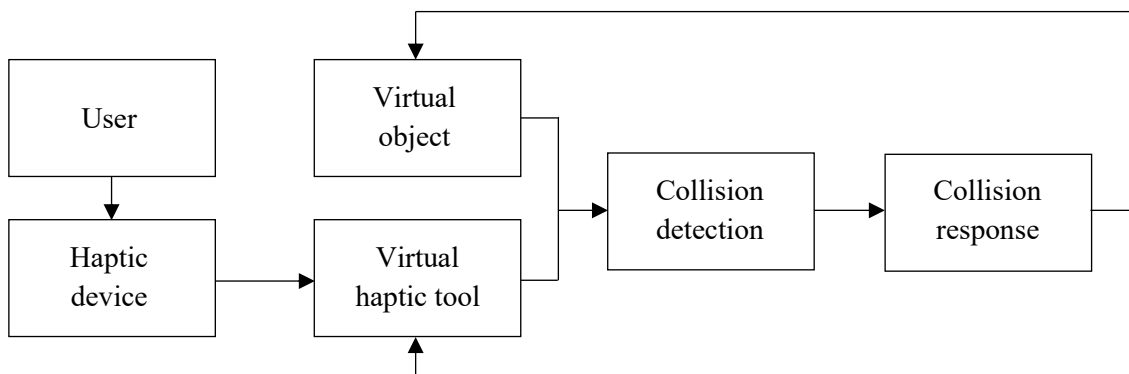 User
Haptic
device
Virtual
object
Virtual
haptic tool
Collision
detection
Collision
response